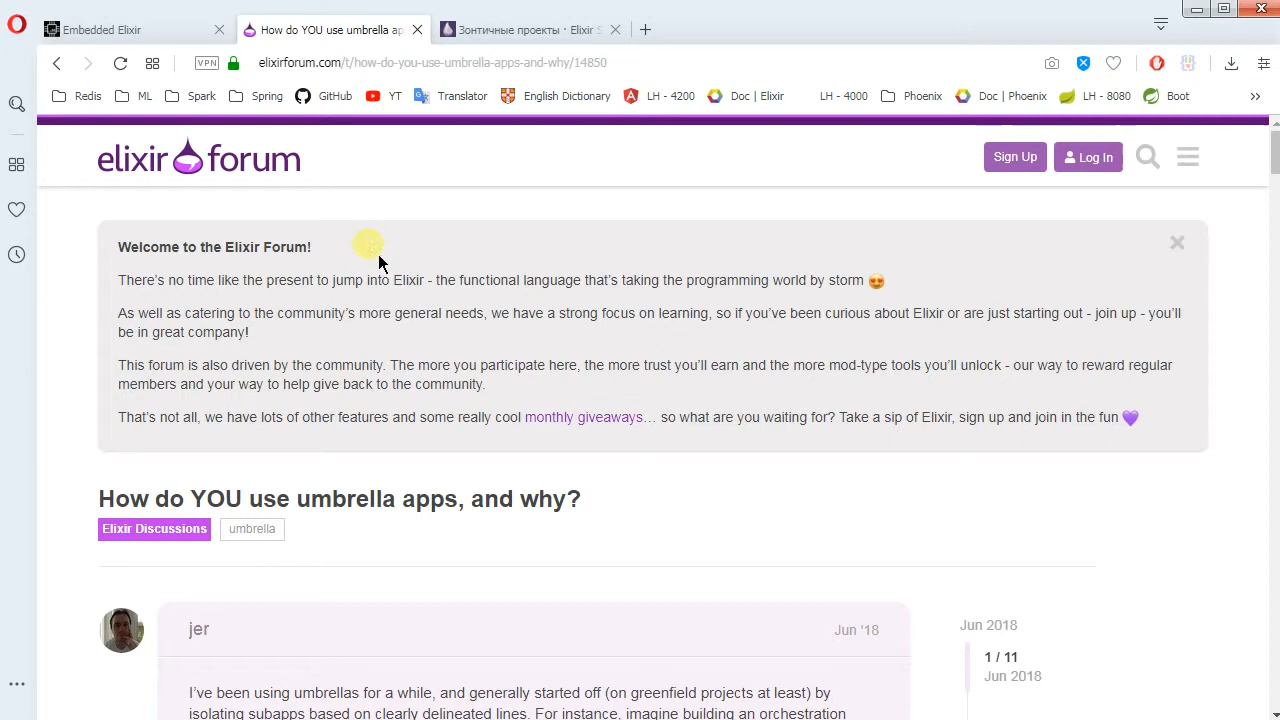 Embedded Elixir
How do YOU use umbrella ap
Зонтичные проекты · Elixir S
VPN
elixirforum.com/t/how-do-you-use-umbrella-apps-and-why/14850
Redis ML Spark Spring GitHub YT Translator English Dictionary LH - 4200 Doc | Elixir LH - 4000 Phoenix Doc | Phoenix LH - 8080 Boot
elixir forum
Sign Up
Log In
Welcome to the Elixir Forum!
There's no time like the present to jump into Elixir - the functional language that's taking the programming world by storm 😍
As well as catering to the community's more general needs, we have a strong focus on learning, so if you've been curious about Elixir or are just starting out - join up - you'll
be in great company!
This forum is also driven by the community. The more you participate here, the more trust you'll earn and the more mod-type tools you'll unlock - our way to reward regular
members and your way to help give back to the community.
That's not all, we have lots of other features and some really cool monthly giveaways… so what are you waiting for? Take a sip of Elixir, sign up and join in the fun 💜
How do YOU use umbrella apps, and why?
Elixir Discussions umbrella
jer
Jun '18
Jun 2018
1 / 11
Jun 2018
I've been using umbrellas for a while, and generally started off (on greenfield projects at least) by
isolating subapps based on clearly delineated lines. For instance, imagine building an orchestration